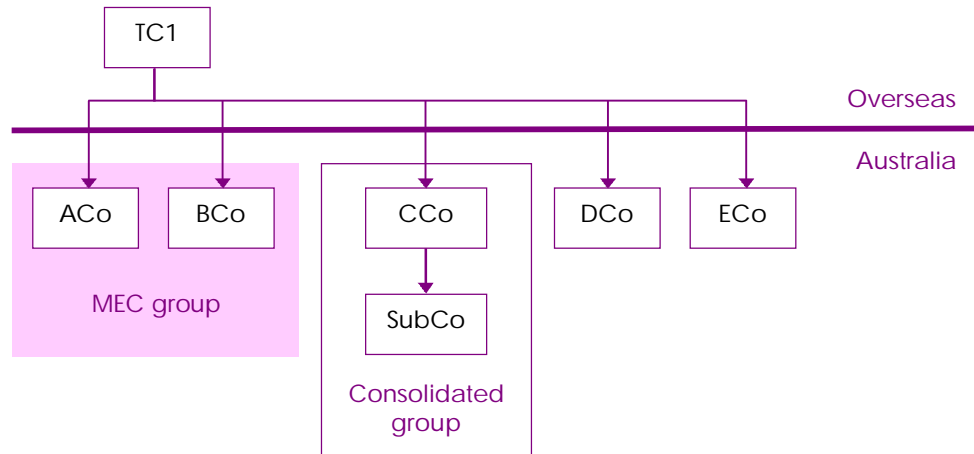 TC1
Overseas
Australia
ACo
BCo
CCo
DCo
ECo
MEC group
SubCo
Consolidated
group